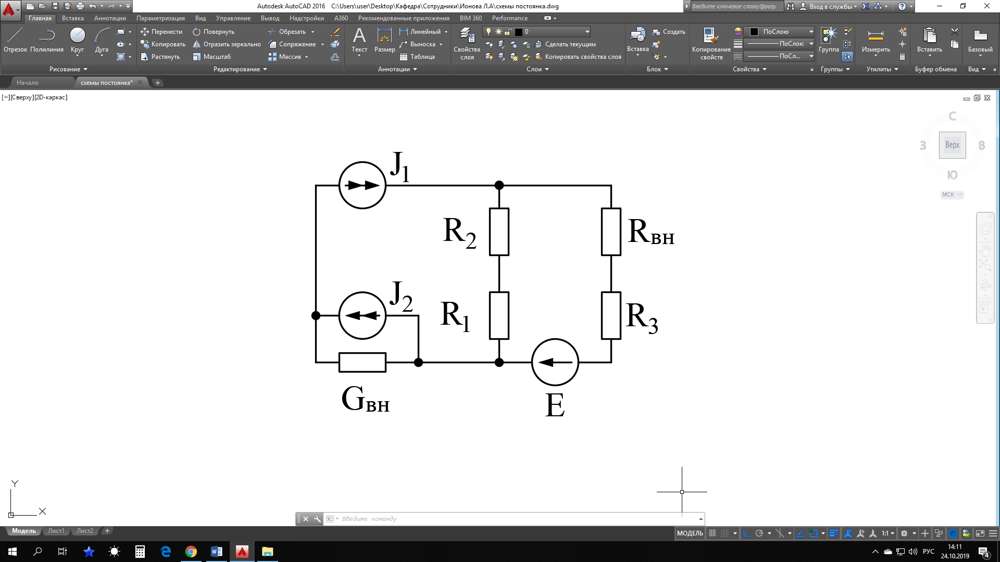 Autodesk AutoCAD 2016 C:\Users\user\Desktop\Кафедра\Сотрудники\Ионова Л.А\схемы постоянка.dwg
Введите ключевое слово/фразу
Вход в службы
Главная Вставка Аннотации Параметризация Вид Управление Вывод Надстройки A360 Рекомендованные приложения BIM 360 Performance
Отрезок Полилиния Круг Дуга
Перенести Повернуть Обрезать
Копировать Отразить зеркально Сопряжение
Растянуть Масштаб Массив
Текст Размер
Линейный
Выноска
Таблица
Свойства слоя
0
Сделать текущим
Копировать свойства слоя
Вставка
Создать
Копирование свойств
ПоСлою
ПоСлою
ПоСл...
Группа
Измерить
Вставить
Базовый
Рисование Редактирование Аннотации Слои Блок Свойства Группы Утилиты Буфер обмена Вид
Начало схемы постоянка*
[−][Сверху][2D-каркас]
С
З Верх В
Ю
МСК
J1
R2
Rвн
J2
R1
R3
Gвн
E
Y
X
Введите команду
Модель Лист1 Лист2
МОДЕЛЬ
1:1
РУС
14:11
24.10.2019
4